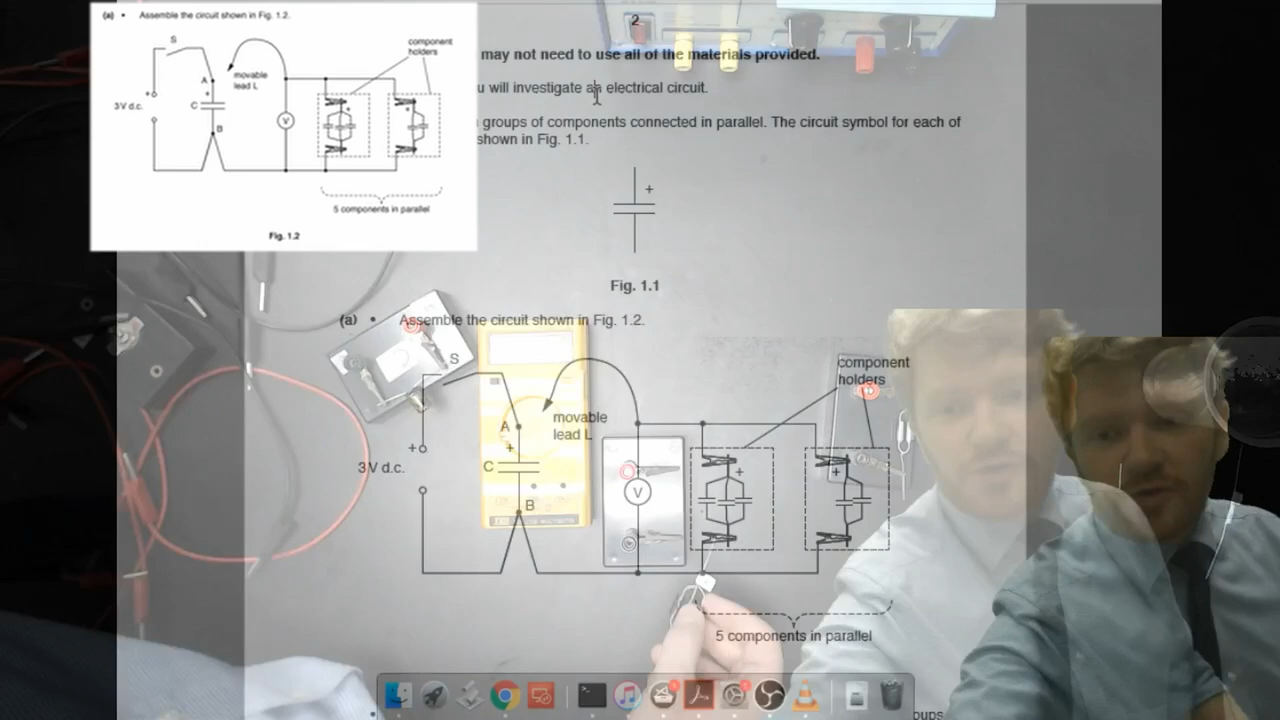 (a) • Assemble the circuit shown in Fig. 1.2.
S
component
holders
movable
lead L
A
+
+
3V d.c.
C
+
+
V
B
5 components in parallel
Fig. 1.2
2
may not need to use all of the materials provided.
u will investigate an electrical circuit.
groups of components connected in parallel. The circuit symbol for each of
shown in Fig. 1.1.
+
Fig. 1.1
(a) • Assemble the circuit shown in Fig. 1.2.
S
component
holders
movable
lead L
A
+
+
3V d.c.
C
+
+
V
B
5 components in parallel
oups